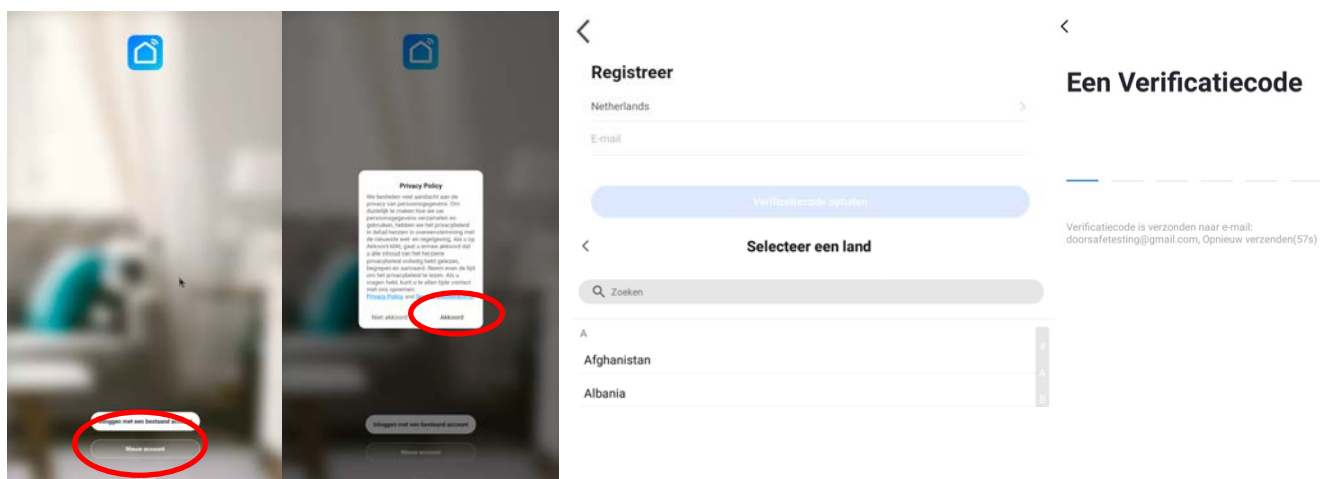 Inloggen met een bestaand account
Nieuw account
Privacy Policy
We besteden veel aandacht aan de
privacy van persoonsgegevens. Om
duidelijk te maken hoe we uw
persoonsgegevens verzamelen en
gebruiken, hebben we het privacybeleid
in detail herzien in overeenstemming met
de nieuwste wet- en regelgeving. Als u op
Akkoord klikt, gaat u ermee akkoord dat
u alle inhoud van het herziene
privacybeleid volledig hebt gelezen,
begrepen en aanvaard. Neem even de tijd
om het privacybeleid te lezen. Als u
vragen hebt, kunt u te allen tijde contact
met ons opnemen.
Privacy Policy and
Niet akkoord
Akkoord
Inloggen met een bestaand account
Nieuw account
Registreer
Netherlands
E-mail
Verificatiecode ophalen
Selecteer een land
Zoeken
A
Afghanistan
Albania
#
A
B
Een Verificatiecode
Verificatiecode is verzonden naar e-mail:
doorsafetesting@gmail.com, Opnieuw verzenden(57s)